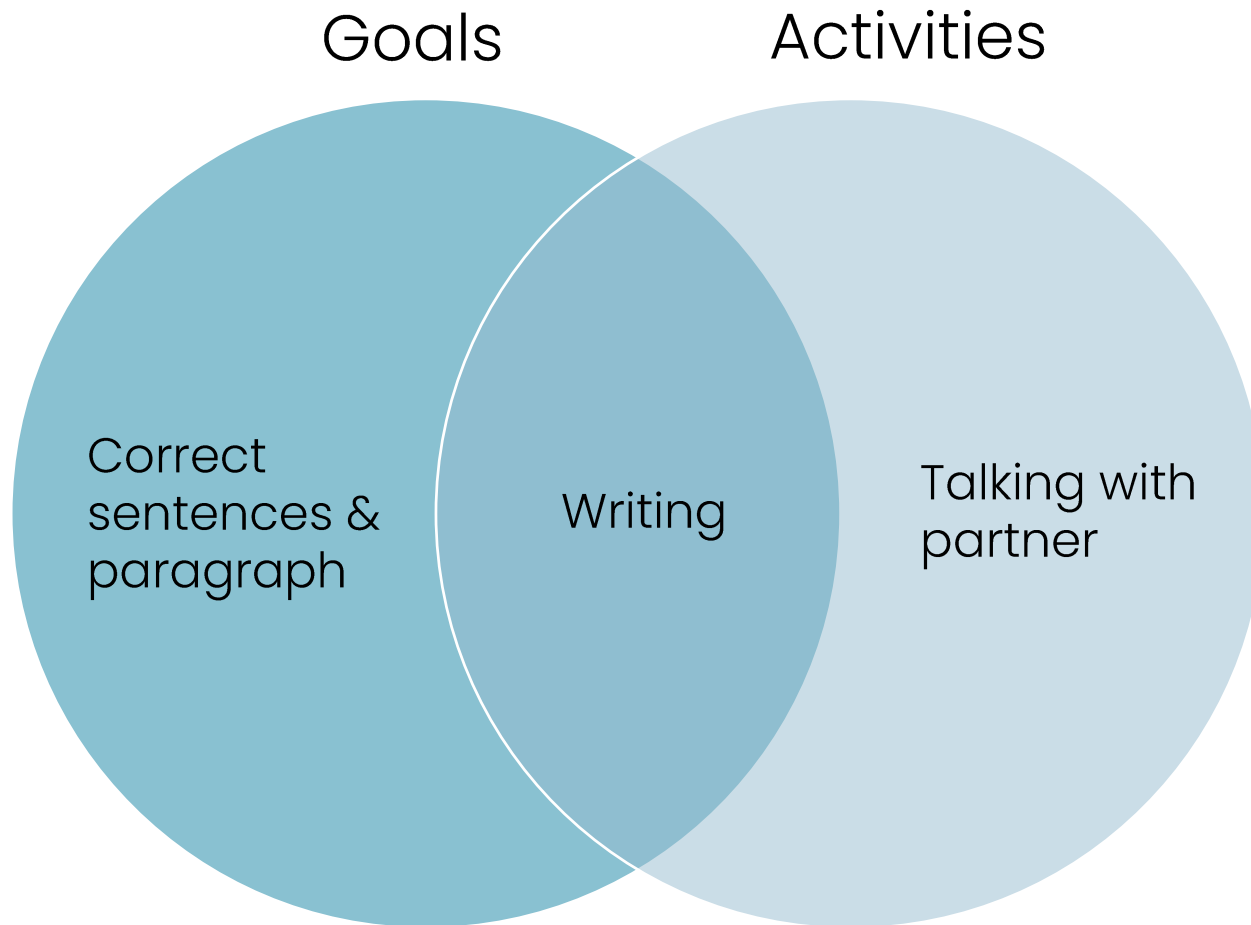 Goals
Activities
Correct
sentences &
paragraph
Writing
Talking with
partner